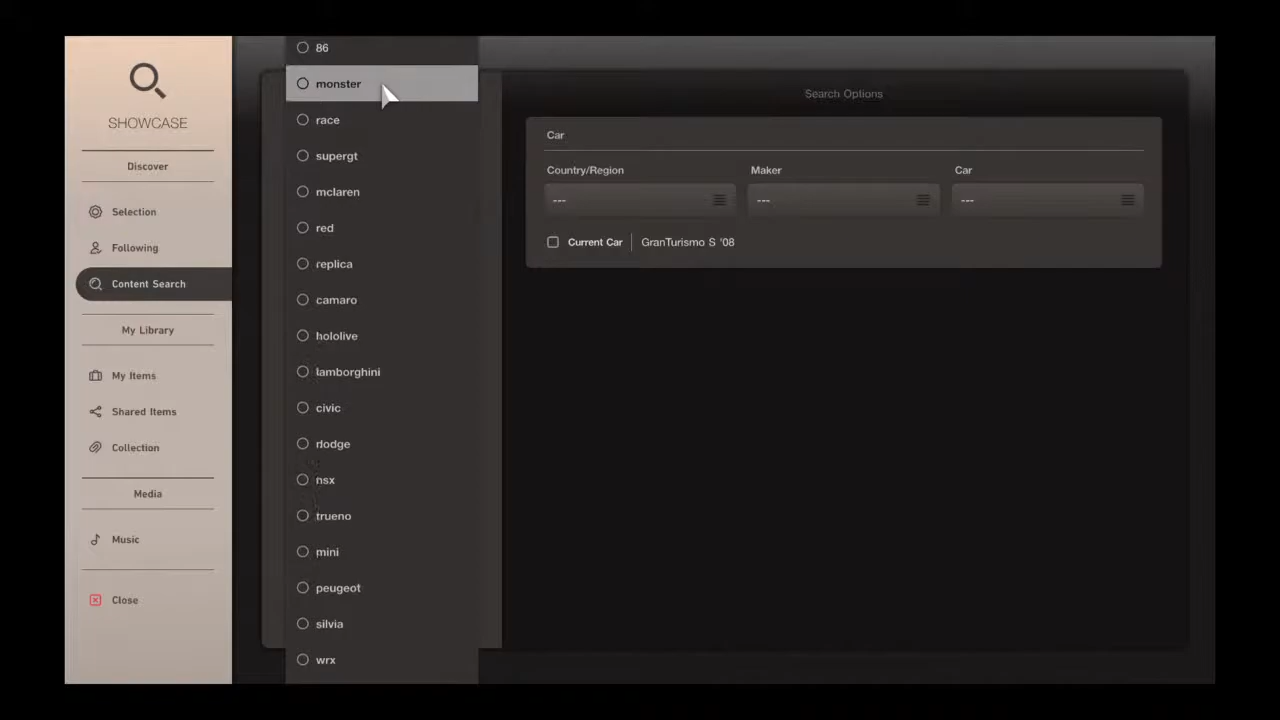 SHOWCASE
Discover
Selection
Following
Content Search
My Library
My Items
Shared Items
Collection
Media
Music
Close
86
monster
race
supergt
mclaren
red
replica
camaro
hololive
lamborghini
civic
dodge
nsx
trueno
mini
peugeot
silvia
wrx
Search Options
Car
Country/Region Maker Car
--- --- ---
Current Car GranTurismo S '08